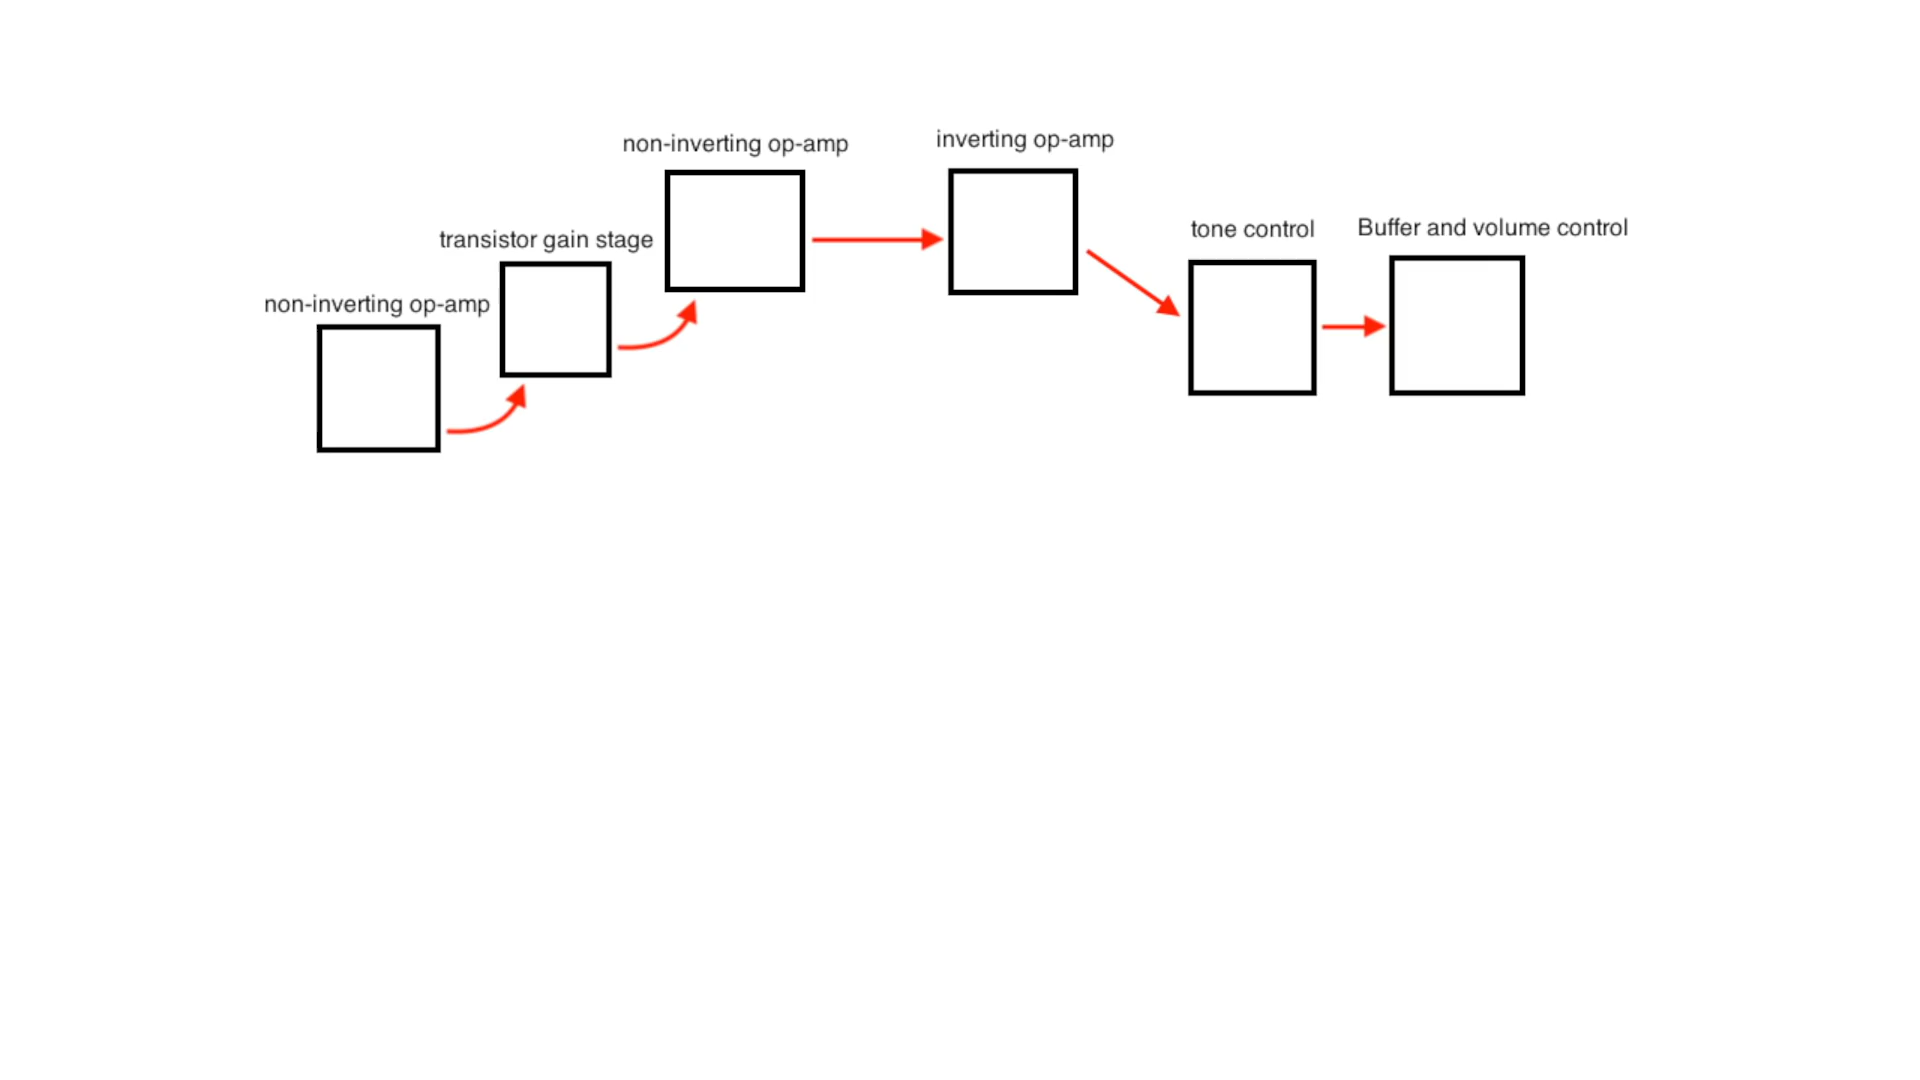 non-inverting op-amp
transistor gain stage
non-inverting op-amp
inverting op-amp
tone control
Buffer and volume control